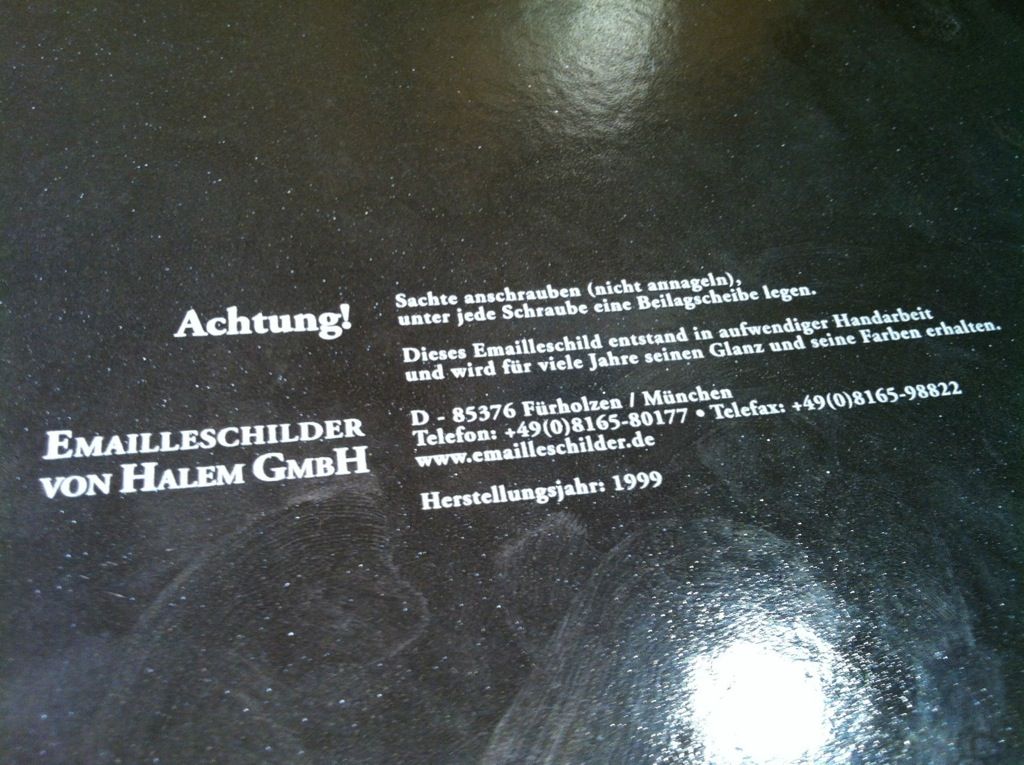 Achtung!
Sachte anschrauben (nicht annageln),
unter jede Schraube eine Beilagscheibe legen.
Dieses Emailleschild entstand in aufwendiger Handarbeit
und wird für viele Jahre seinen Glanz und seine Farben erhalten.
EMAILLESCHILDER
VON HALEM GMBH
D - 85376 Fürholzen / München
Telefon: +49(0)8165-80177 • Telefax: +49(0)8165-98822
www.emailleschilder.de
Herstellungsjahr: 1999